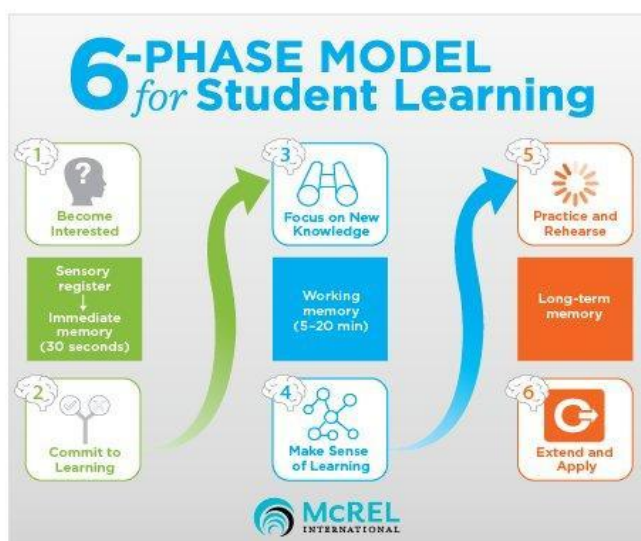 6-PHASE MODEL
for Student Learning
1
Become
Interested
Sensory
register
↓
Immediate
memory
(30 seconds)
2
Commit to
Learning
3
Focus on New
Knowledge
Working
memory
(5-20 min)
4
Make Sense
of Learning
5
Practice and
Rehearse
Long-term
memory
6
Extend and
Apply
?
McREL
INTERNATIONAL